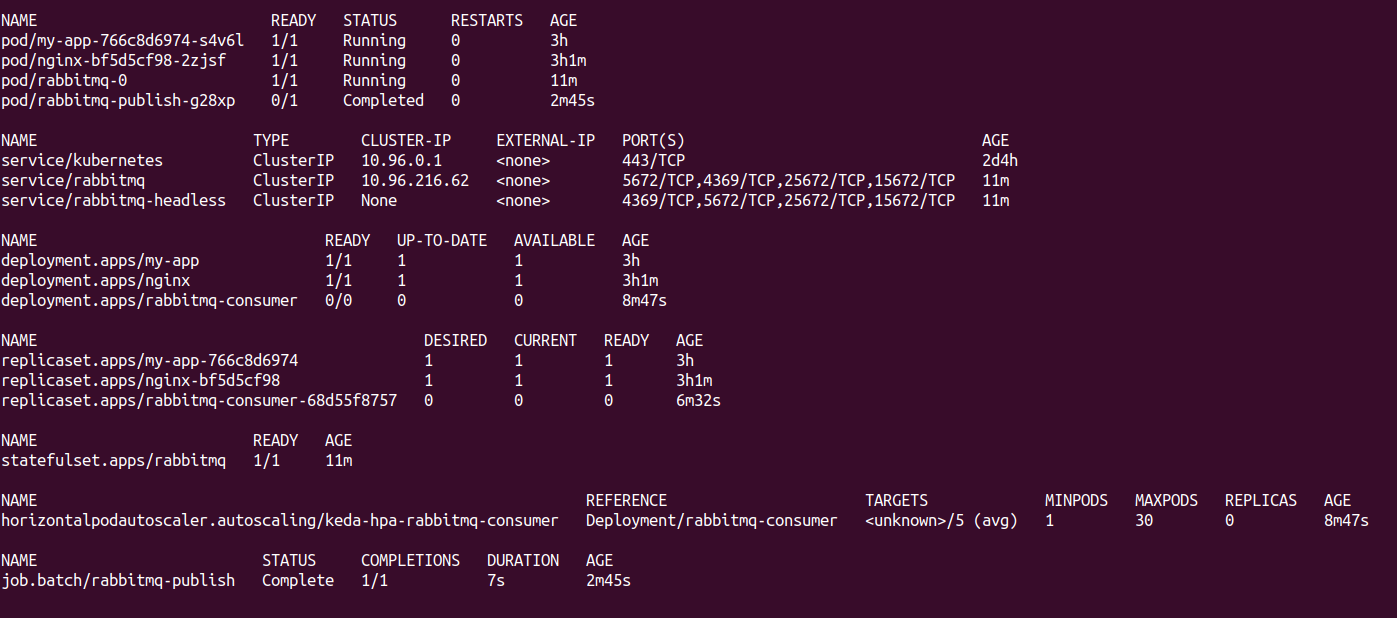 NAME READY STATUS RESTARTS AGE
pod/my-app-766c8d6974-s4v6l 1/1 Running 0 3h
pod/nginx-bf5d5cf98-2zjsf 1/1 Running 0 3h1m
pod/rabbitmq-0 1/1 Running 0 11m
pod/rabbitmq-publish-g28xp 0/1 Completed 0 2m45s
NAME TYPE CLUSTER-IP EXTERNAL-IP PORT(S) AGE
service/kubernetes ClusterIP 10.96.0.1 <none> 443/TCP 2d4h
service/rabbitmq ClusterIP 10.96.216.62 <none> 5672/TCP,4369/TCP,25672/TCP,15672/TCP 11m
service/rabbitmq-headless ClusterIP None <none> 4369/TCP,5672/TCP,25672/TCP,15672/TCP 11m
NAME READY UP-TO-DATE AVAILABLE AGE
deployment.apps/my-app 1/1 1 1 3h
deployment.apps/nginx 1/1 1 1 3h1m
deployment.apps/rabbitmq-consumer 0/0 0 0 8m47s
NAME DESIRED CURRENT READY AGE
replicaset.apps/my-app-766c8d6974 1 1 1 3h
replicaset.apps/nginx-bf5d5cf98 1 1 1 3h1m
replicaset.apps/rabbitmq-consumer-68d55f8757 0 0 0 6m32s
NAME READY AGE
statefulset.apps/rabbitmq 1/1 11m
NAME REFERENCE TARGETS MINPODS MAXPODS REPLICAS AGE
horizontalpodautoscaler.autoscaling/keda-hpa-rabbitmq-consumer Deployment/rabbitmq-consumer <unknown>/5 (avg) 1 30 0 8m47s
NAME STATUS COMPLETIONS DURATION AGE
job.batch/rabbitmq-publish Complete 1/1 7s 2m45s